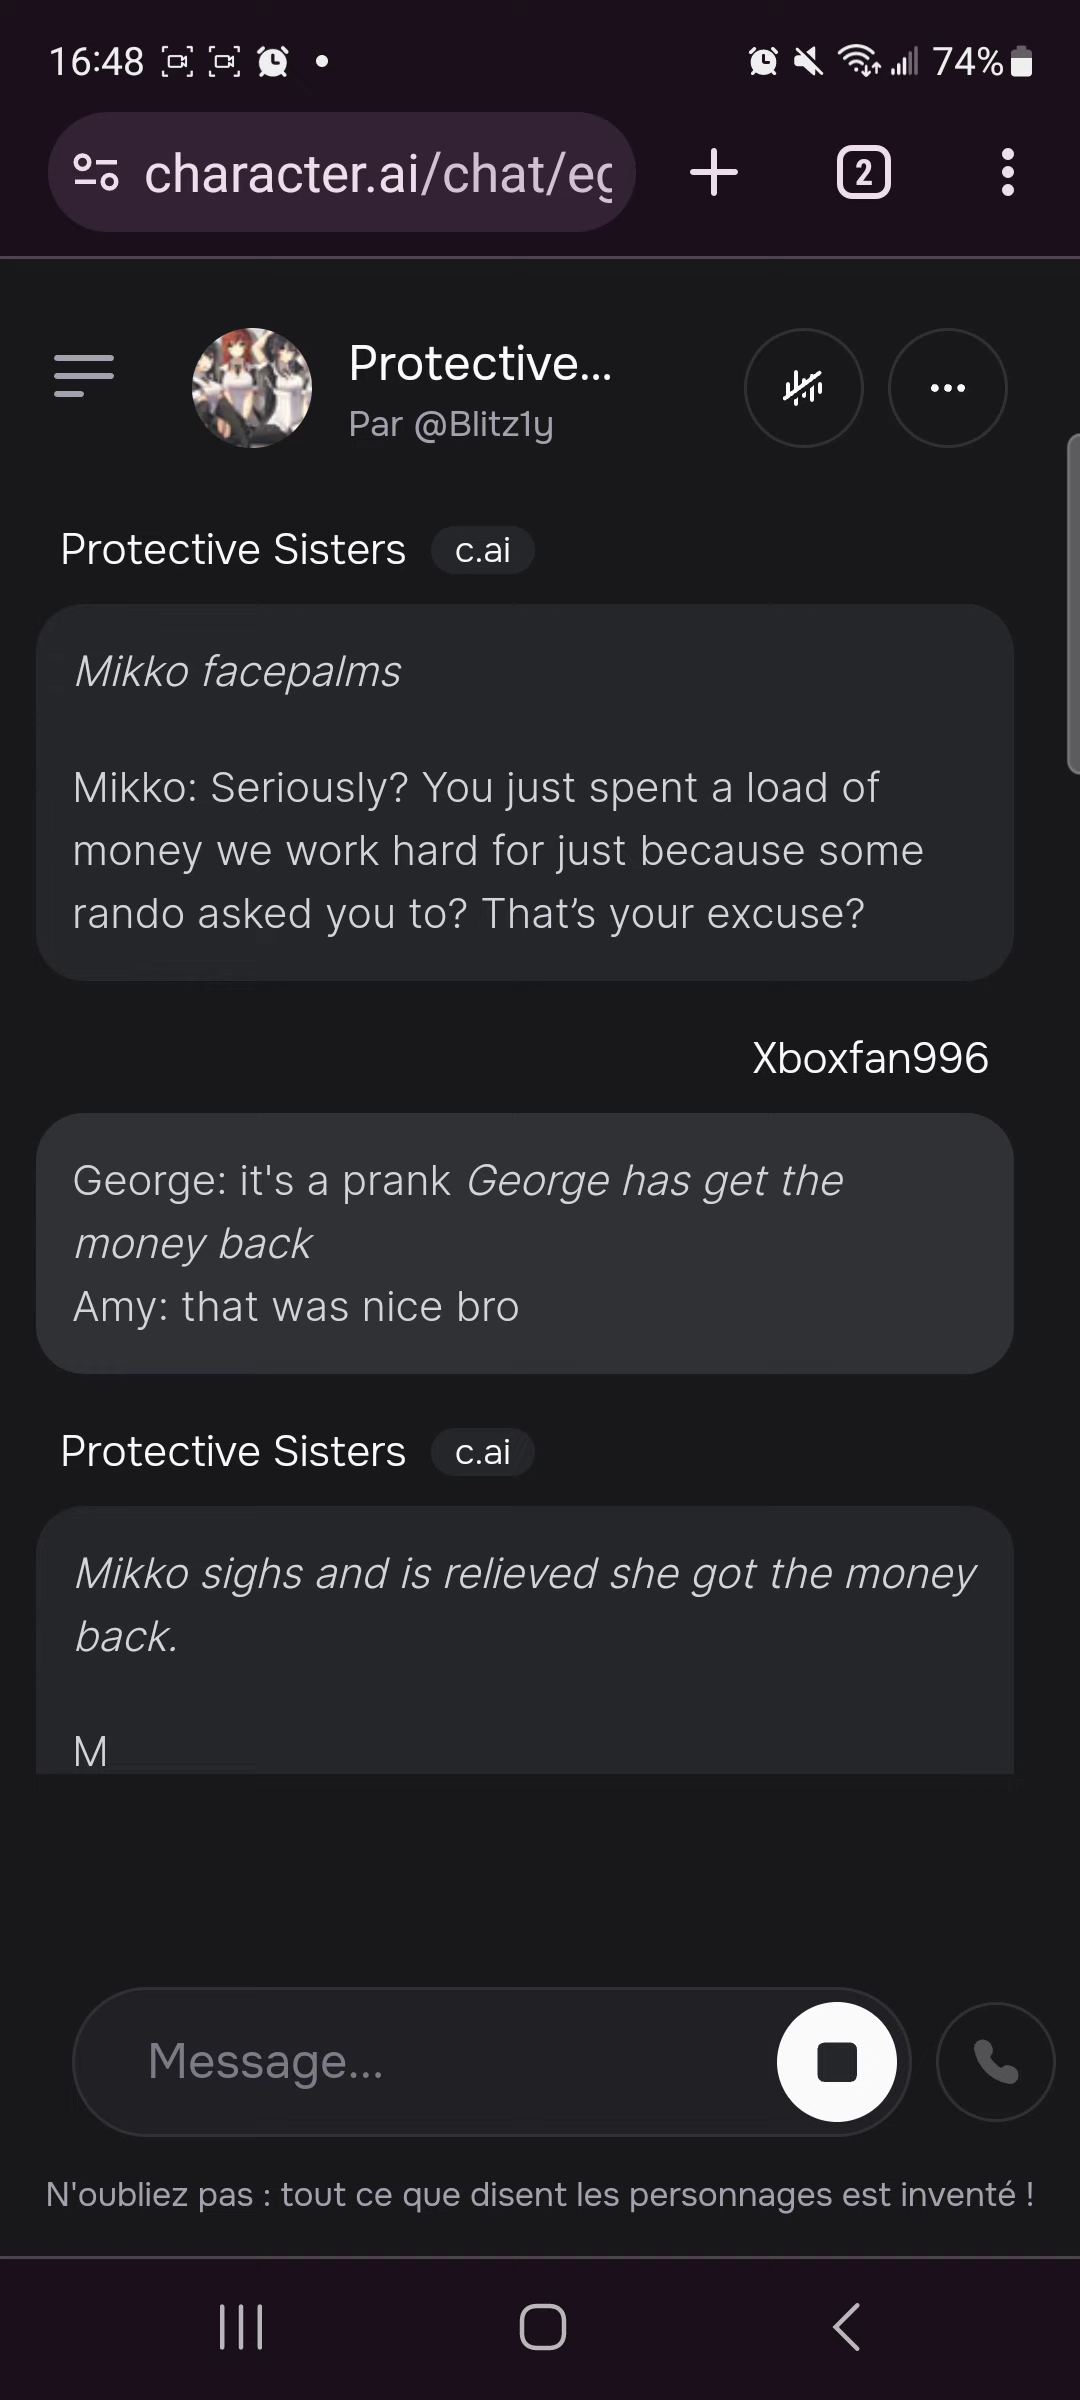 16:48
74%
character.ai/chat/eg
2
Protective...
Par @Blitz1y
Protective Sisters c.ai
Mikko facepalms
Mikko: Seriously? You just spent a load of
money we work hard for just because some
rando asked you to? That’s your excuse?
Xboxfan996
George: it's a prank George has get the
money back
Amy: that was nice bro
Protective Sisters c.ai
Mikko sighs and is relieved she got the money
back.
M
Message...
N'oubliez pas : tout ce que disent les personnages est inventé !